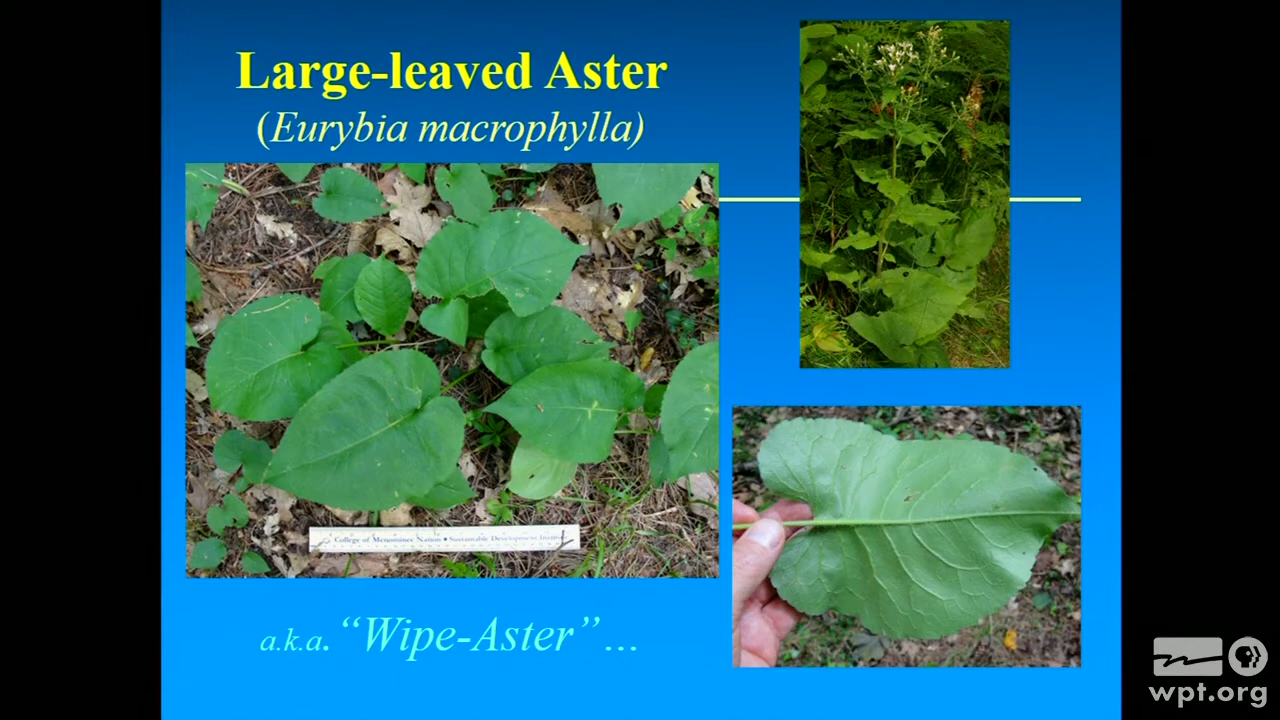 Large-leaved Aster
(Eurybia macrophylla)
College of Menominee Nation • Sustainable Development Institute
a.k.a. “Wipe-Aster”…
wpt.org